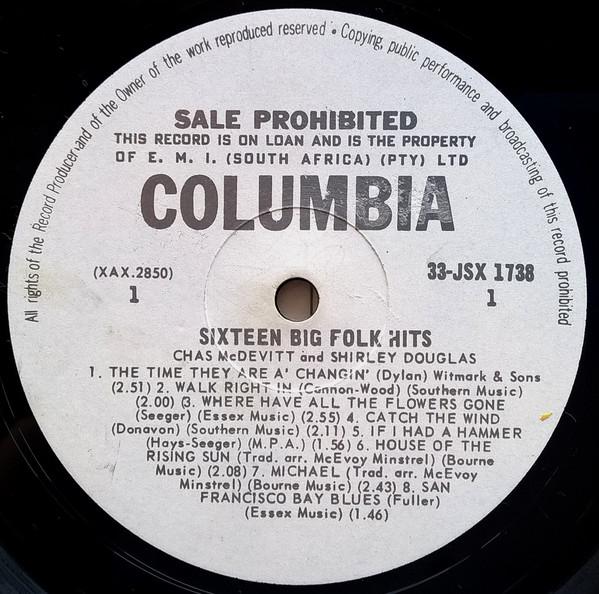 All rights of the Record Producer and of the Owner of the work reproduced reserved • Copying, public performance and broadcasting of this record prohibited
SALE PROHIBITED
THIS RECORD IS ON LOAN AND IS THE PROPERTY
OF E. M. I. (SOUTH AFRICA) (PTY) LTD
COLUMBIA
(XAX.2850) 33-JSX 1738
1 1
SIXTEEN BIG FOLK HITS
CHAS McDEVITT and SHIRLEY DOUGLAS
1. THE TIME THEY ARE A' CHANGIN' (Dylan) Witmark & Sons
(2.51) 2. WALK RIGHT IN (Cannon-Wood) (Southern Music)
(2.00) (3. WHERE HAVE ALL THE FLOWERS GONE
(Seeger) (Essex Music) (2.55) 4. CATCH THE WIND
(Donavon) (Southern Music) (2.11) 5. IF I HAD A HAMMER
(Hays-Seeger) (M.P.A.) (1.56) 6. HOUSE OF THE
RISING SUN (Trad. arr. McEvoy Minstrel) (Bourne
Music) (2.08) 7. MICHAEL (Trad. arr. McEvoy
Minstrel) (Bourne Music) (2.43) 8. SAN
FRANCISCO BAY BLUES (Fuller)
(Essex Music) (1.46)